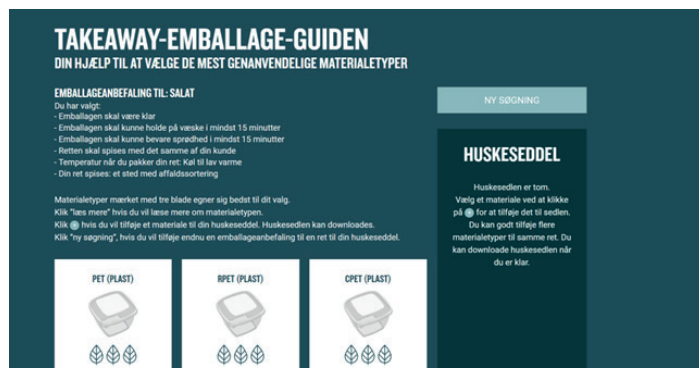 TAKEAWAY-EMBALLAGE-GUIDEN
DIN HJÆLP TIL AT VÆLGE DE MEST GENANVENDELIGE MATERIALETYPER
EMBALLAGEANBEFALING TIL: SALAT
Du har valgt:
- Emballagen skal være klar
- Emballagen skal kunne holde på væske i mindst 15 minutter
- Emballagen skal kunne bevare sprødhed i mindst 15 minutter
- Retten skal spises med det samme af din kunde
- Temperatur når du pakker din ret: Køl til lav varme
- Din ret spises: et sted med affaldssortering
Materialetyper mærket med tre blade egner sig bedst til dit valg.
Klik "læs mere" hvis du vil læse mere om materialetypen.
Klik + hvis du vil tilføje et materiale til din huskeseddel. Huskesedlen kan downloades.
Klik "ny søgning", hvis du vil tilføje endnu en emballageanbefaling til en ret til din huskeseddel.
PET (PLAST)
RPET (PLAST)
CPET (PLAST)
NY SØGNING
HUSKESEDDEL
Huskesedlen er tom.
Vælg et materiale ved at klikke
på + for at tilføje det til sedlen.
Du kan godt tilføje flere
materialetyper til samme ret. Du
kan downloade huskesedlen når
du er klar.